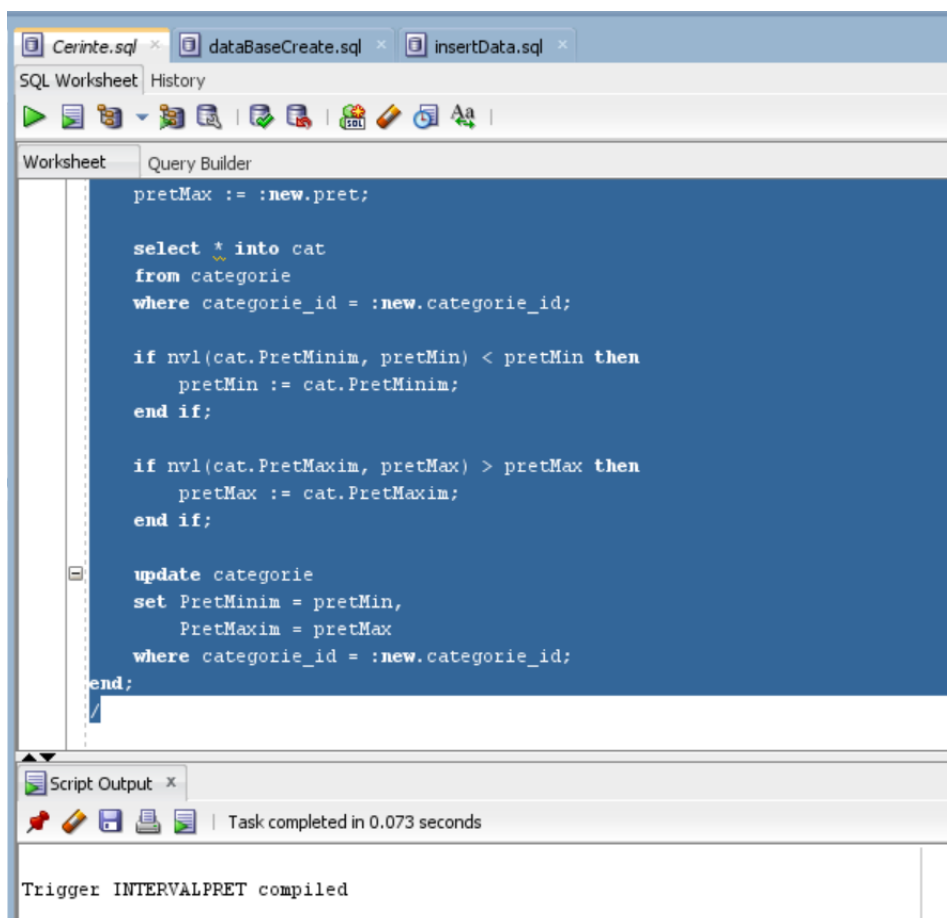 Cerinte.sql × dataBaseCreate.sql × insertData.sql ×
SQL Worksheet History
Worksheet Query Builder
pretMax := :new.pret;
select * into cat
from categorie
where categorie_id = :new.categorie_id;
if nvl(cat.PretMinim, pretMin) < pretMin then
pretMin := cat.PretMinim;
end if;
if nvl(cat.PretMaxim, pretMax) > pretMax then
pretMax := cat.PretMaxim;
end if;
update categorie
set PretMinim = pretMin,
PretMaxim = pretMax
where categorie_id = :new.categorie_id;
end;
/
Script Output ×
Task completed in 0.073 seconds
Trigger INTERVALPRET compiled